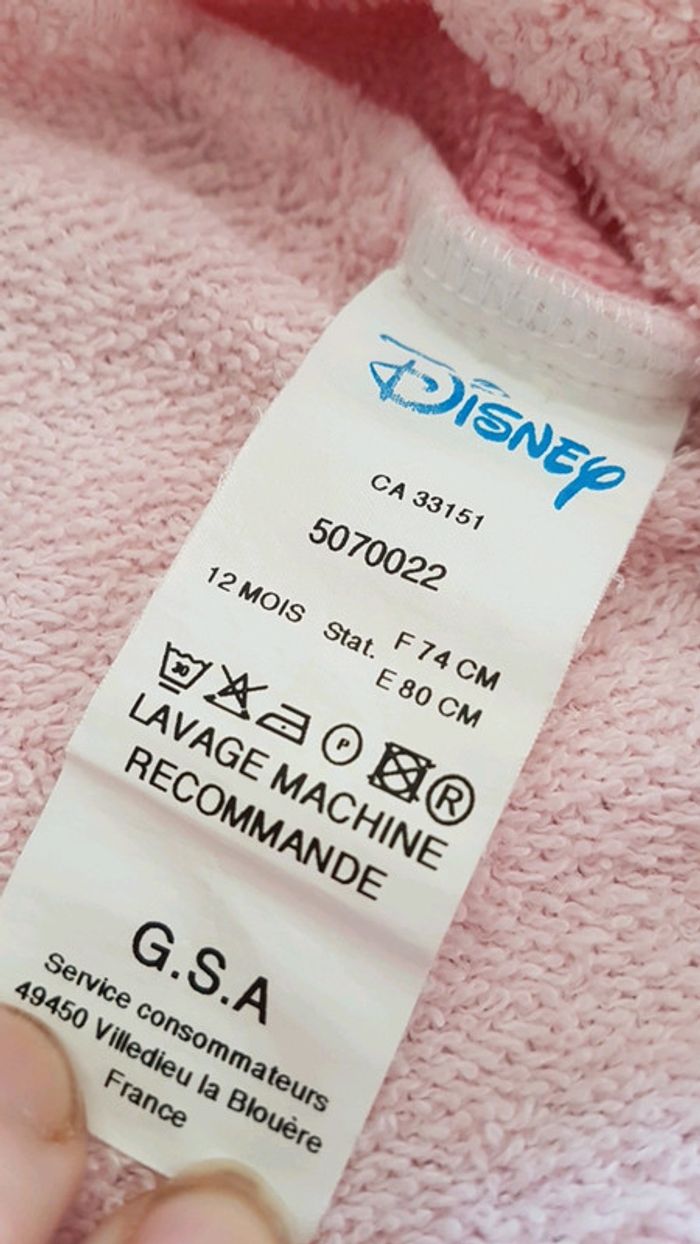 DISNEY
CA 33151
5070022
12 MOIS Stat. F 74 CM
E 80 CM
30 A P R
LAVAGE MACHINE
RECOMMANDE
G.S.A
Service consommateurs
49450 Villedieu la Blouère
France